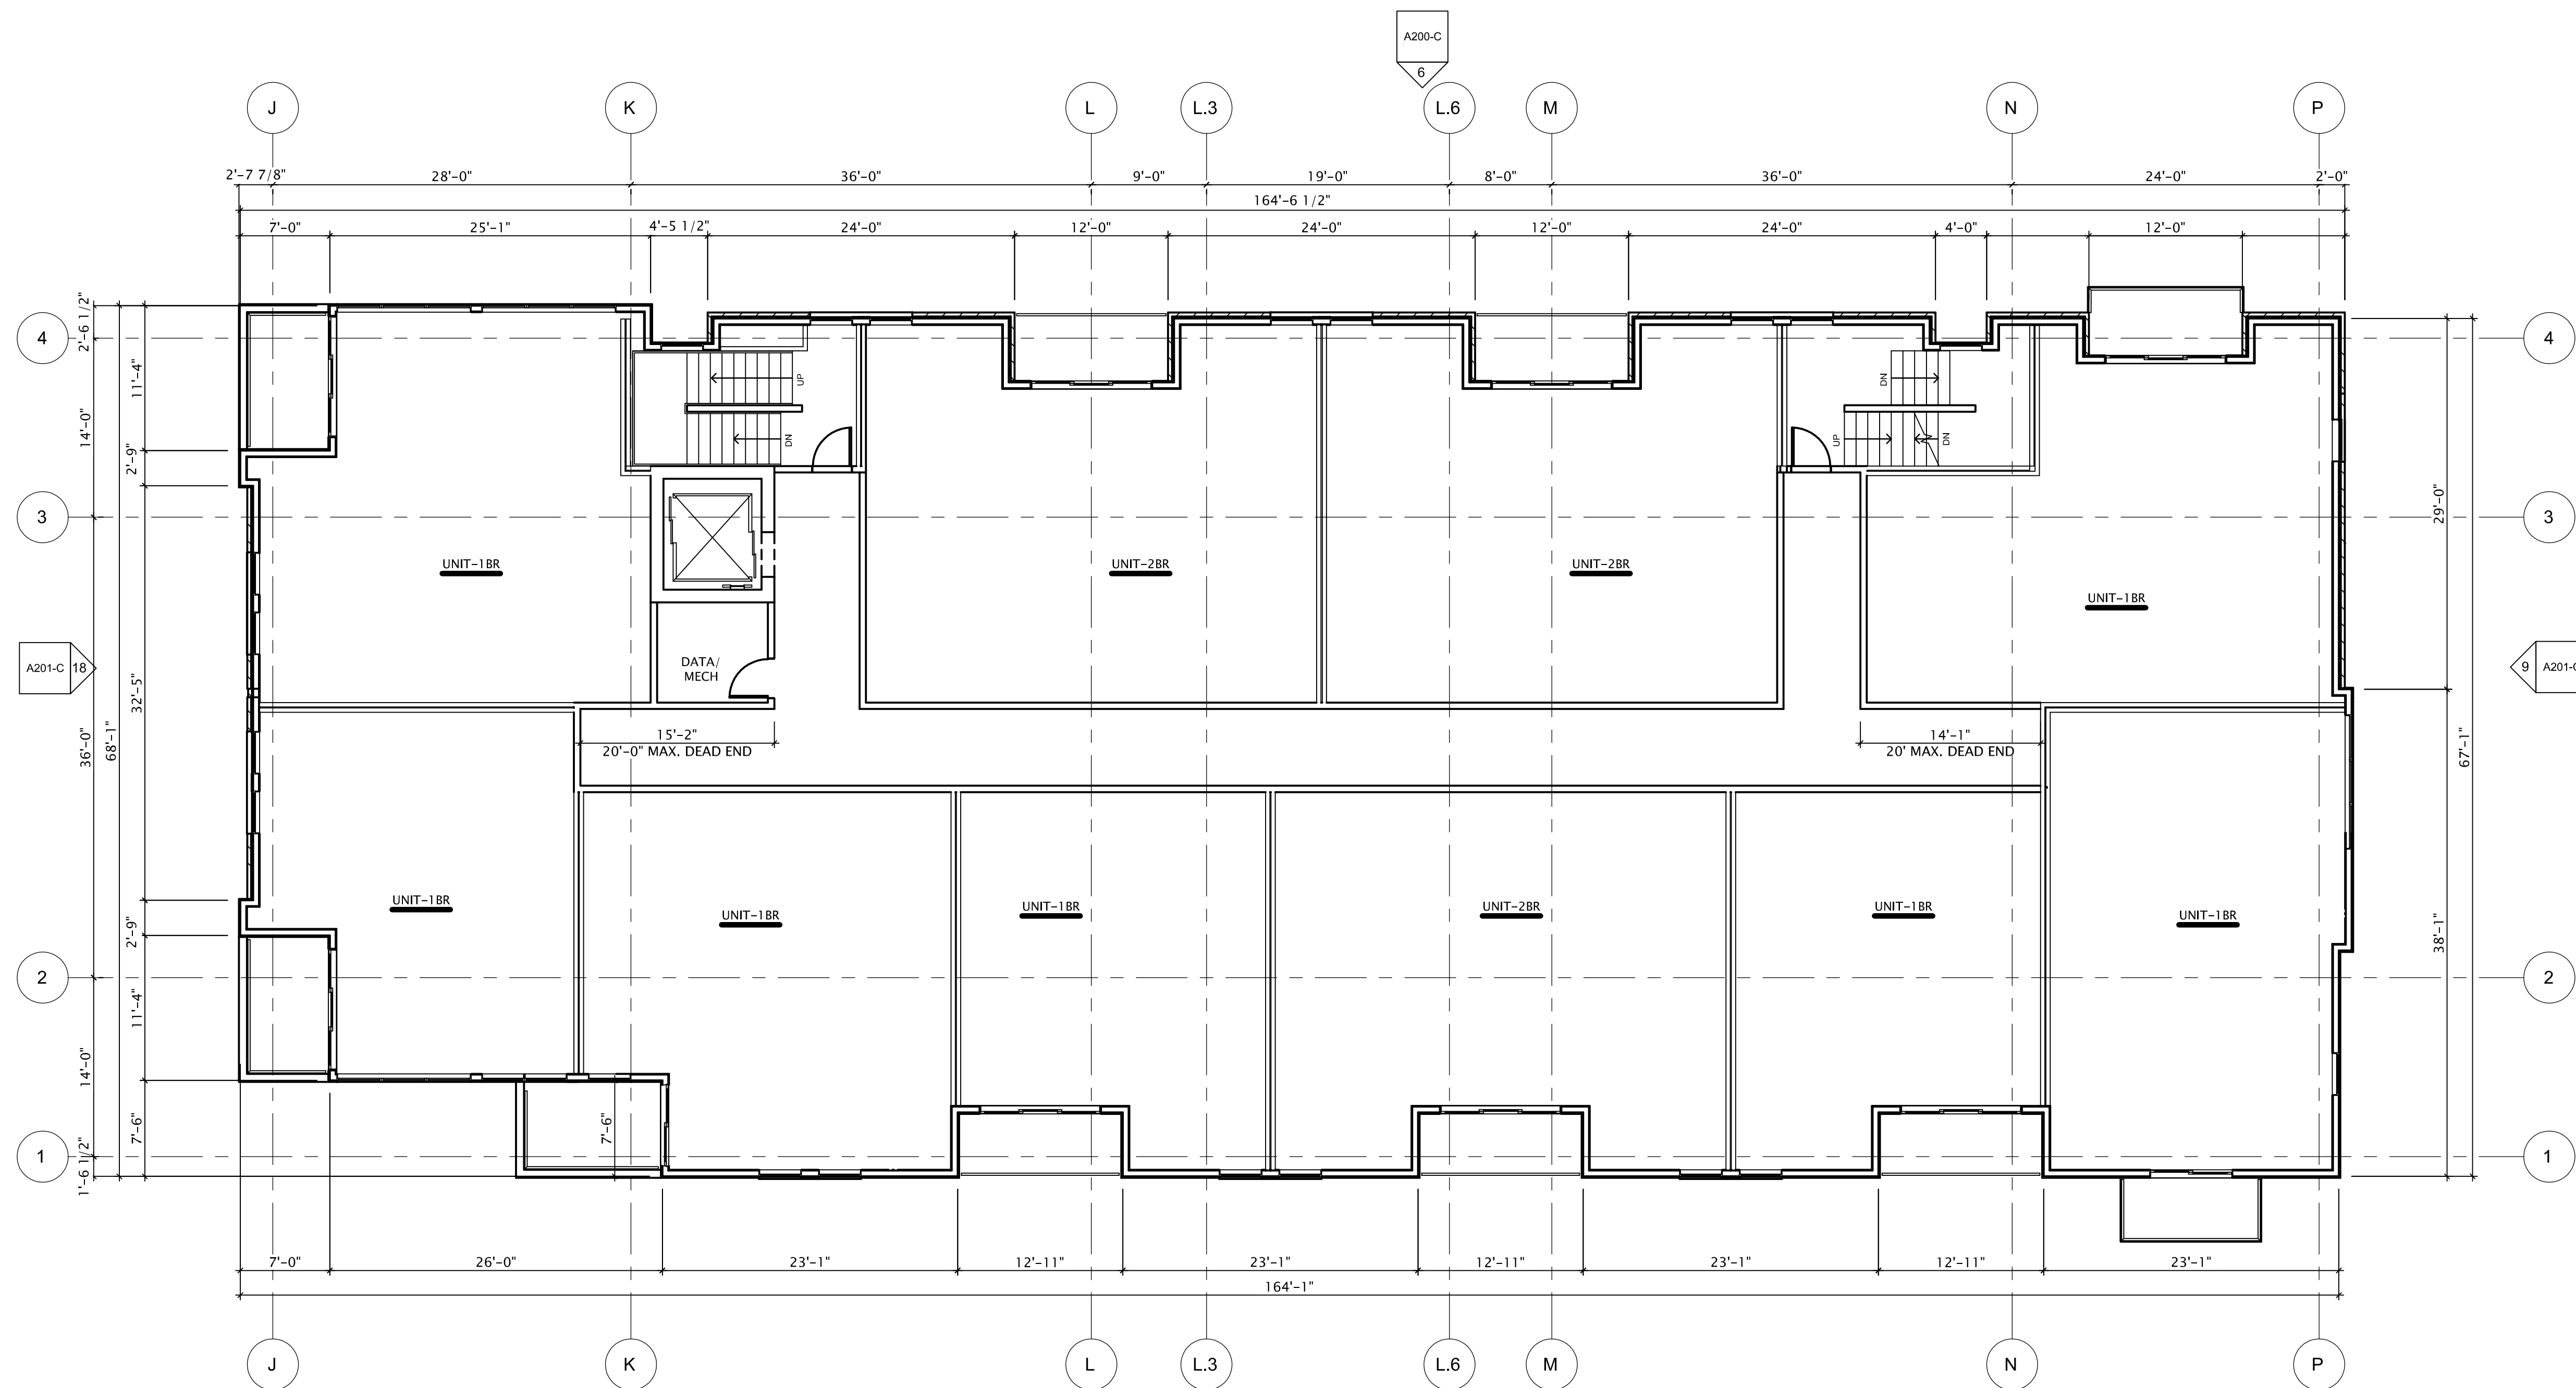 A200-C
6
J
K
L
L.3
L.6
M
N
P
2'-7 7/8"
28'-0"
36'-0"
9'-0"
19'-0"
8'-0"
36'-0"
24'-0"
2'-0"
164'-6 1/2"
7'-0"
25'-1"
4'-5 1/2"
24'-0"
12'-0"
24'-0"
12'-0"
24'-0"
4'-0"
12'-0"
4
3
2
1
2'-6 1/2"
14'-0"
36'-0"
14'-0"
1'-6 1/2"
68'-1"
11'-4"
2'-9"
32'-5"
2'-9"
11'-4"
7'-6"
A201-C
18
UP
DN
DN
UP
DN
UNIT-1BR
UNIT-2BR
UNIT-2BR
UNIT-1BR
DATA/
MECH
15'-2"
20'-0" MAX. DEAD END
14'-1"
20' MAX. DEAD END
UNIT-1BR
UNIT-1BR
UNIT-1BR
UNIT-2BR
UNIT-1BR
UNIT-1BR
7'-6"
4
3
2
1
29'-0"
38'-1"
67'-1"
9
7'-0"
26'-0"
23'-1"
12'-11"
23'-1"
12'-11"
23'-1"
12'-11"
23'-1"
164'-1"
J
K
L
L.3
L.6
M
N
P